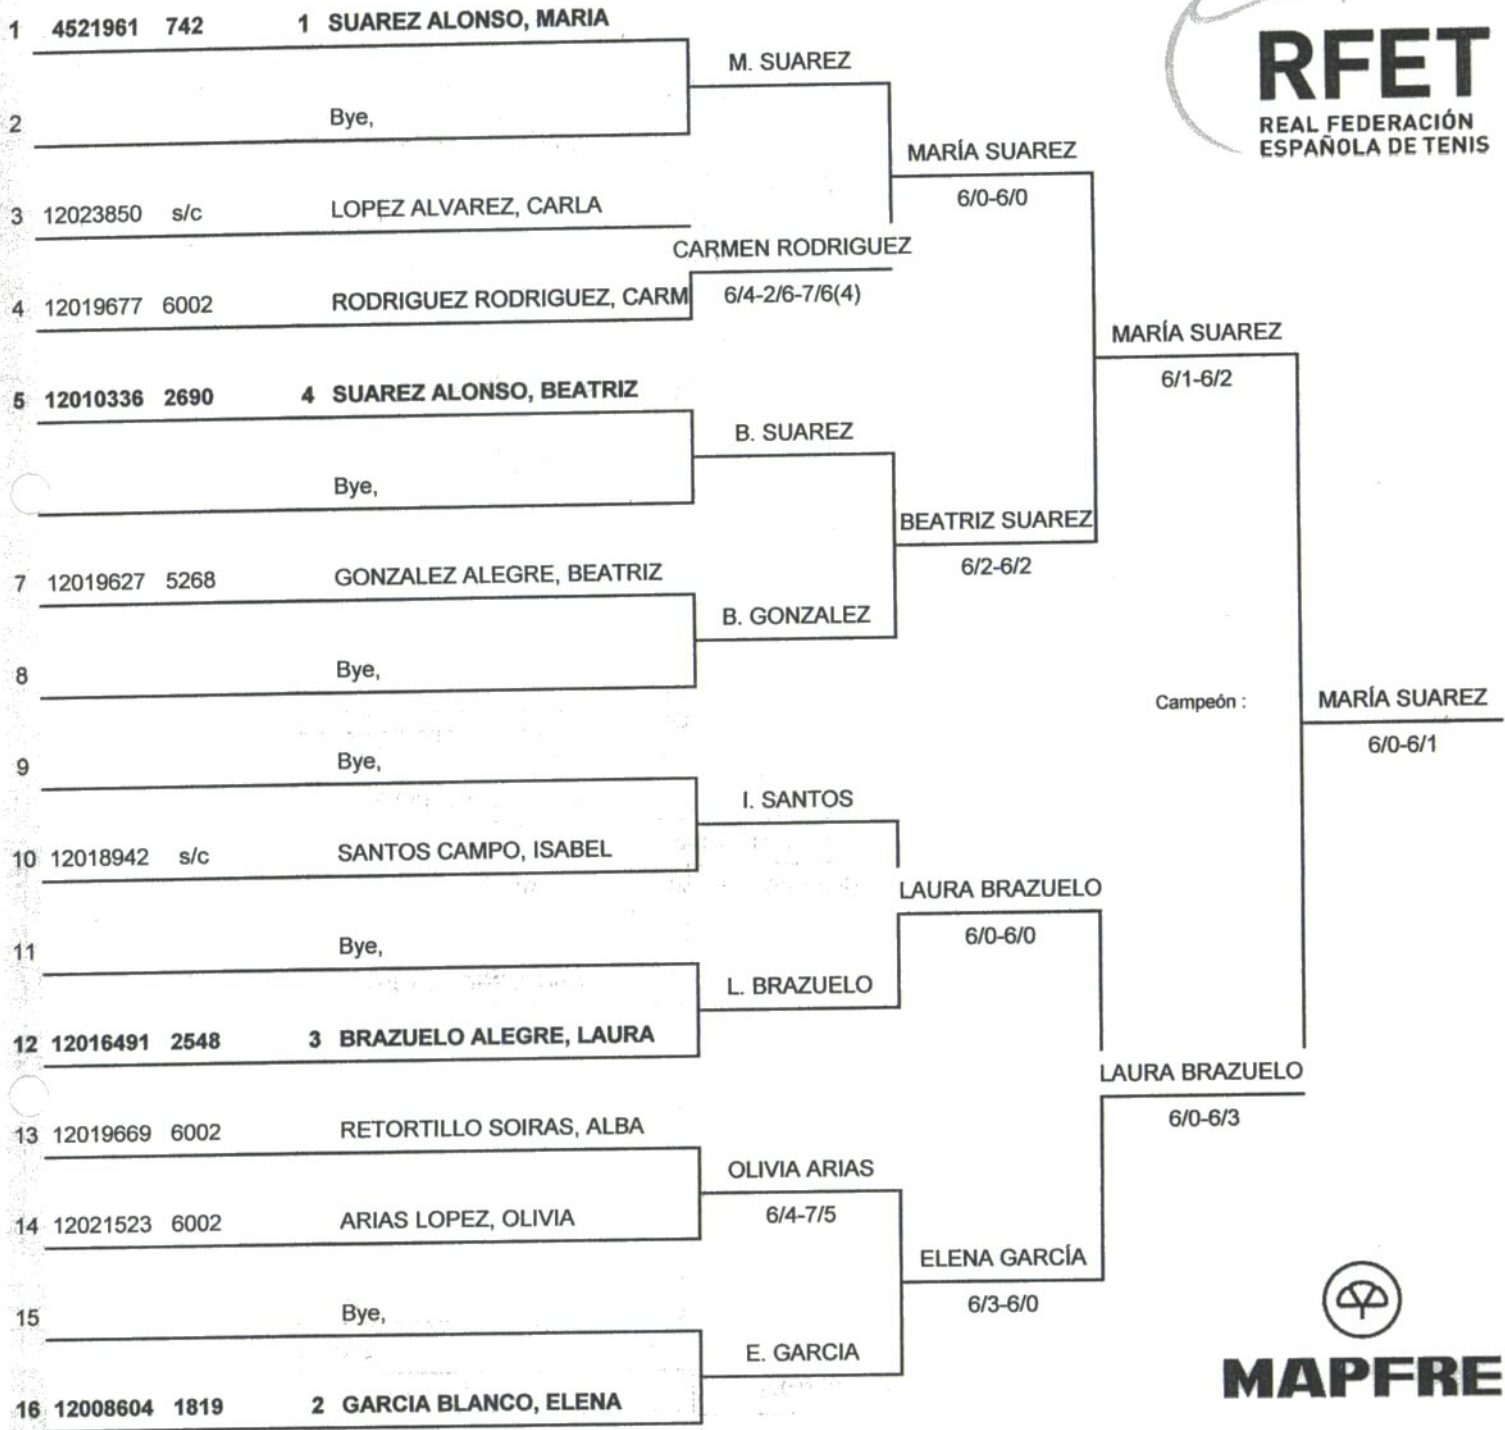 1 4521961 742 1 SUAREZ ALONSO, MARIA
M. SUAREZ
2 Bye,
MARÍA SUAREZ
6/0-6/0
3 12023850 s/c LOPEZ ALVAREZ, CARLA
CARMEN RODRIGUEZ
4 12019677 6002 RODRIGUEZ RODRIGUEZ, CARM
6/4-2/6-7/6(4)
MARÍA SUAREZ
6/1-6/2
5 12010336 2690 4 SUAREZ ALONSO, BEATRIZ
B. SUAREZ
Bye,
BEATRIZ SUAREZ
6/2-6/2
7 12019627 5268 GONZALEZ ALEGRE, BEATRIZ
B. GONZALEZ
8 Bye,
Campeón : MARÍA SUAREZ
6/0-6/1
9 Bye,
I. SANTOS
10 12018942 s/c SANTOS CAMPO, ISABEL
LAURA BRAZUELO
6/0-6/0
11 Bye,
L. BRAZUELO
12 12016491 2548 3 BRAZUELO ALEGRE, LAURA
LAURA BRAZUELO
6/0-6/3
13 12019669 6002 RETORTILLO SOIRAS, ALBA
OLIVIA ARIAS
6/4-7/5
14 12021523 6002 ARIAS LOPEZ, OLIVIA
ELENA GARCÍA
6/3-6/0
15 Bye,
E. GARCIA
16 12008604 1819 2 GARCIA BLANCO, ELENA
RFET
REAL FEDERACIÓN
ESPAÑOLA DE TENIS
MAPFRE